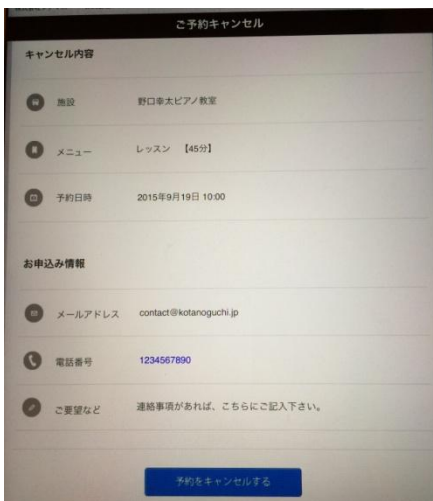 ご予約キャンセル
キャンセル内容
施設 野口幸太ピアノ教室
メニュー レッスン 【45分】
予約日時 2015年9月19日 10:00
お申込み情報
メールアドレス contact@kotanoguchi.jp
電話番号 1234567890
ご要望など 連絡事項があれば、こちらにご記入下さい。
予約をキャンセルする